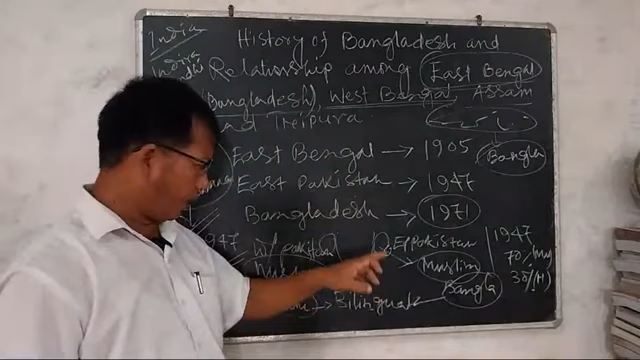 India
History of Bangladesh and
Relationship among East Bengal
(Bangladesh), West Bengal, Assam
and Tripura
Bangla
East Bengal → 1905
East Pakistan → 1947
Bangladesh → 1971
1947
E/Pakistan
1947
Muslim
70%
Bilingual
Bangla